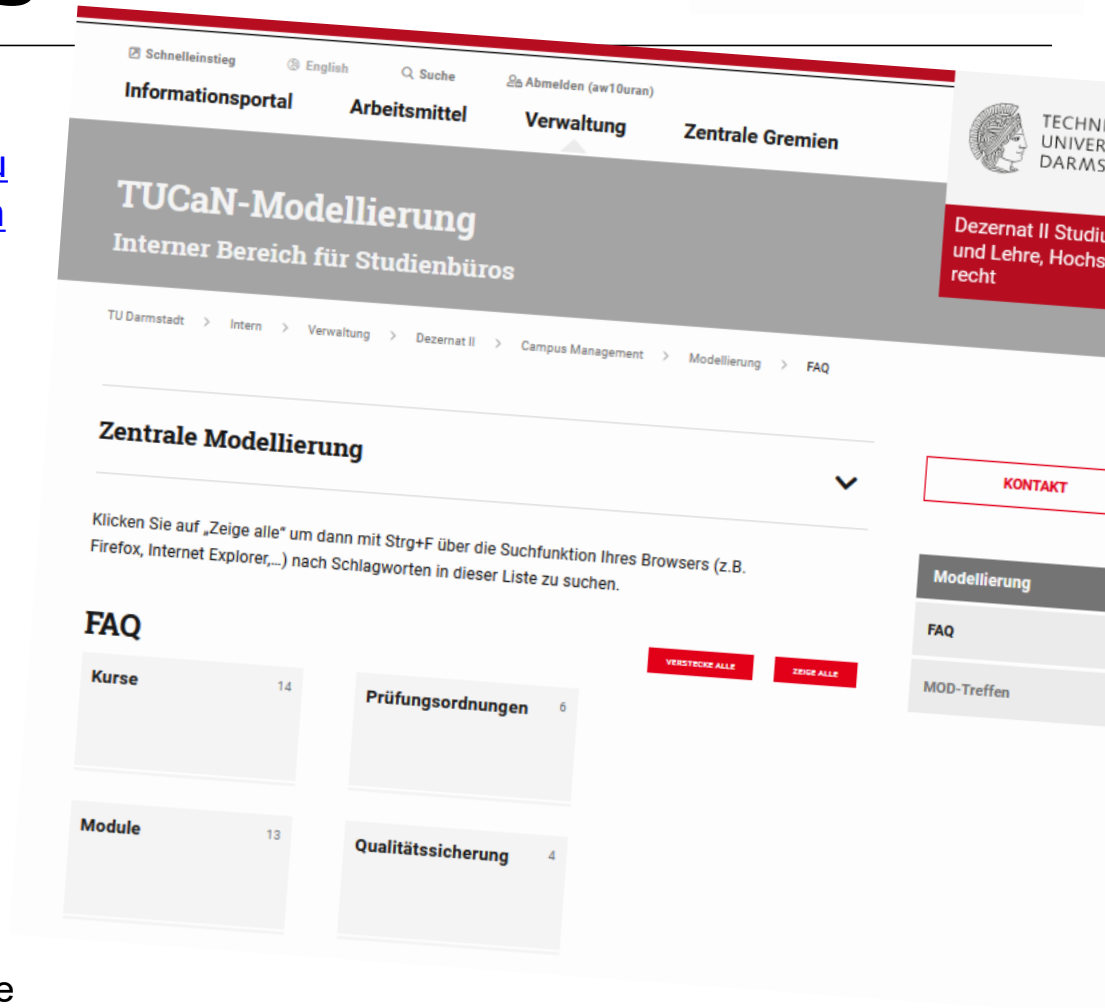 Schnelleinstieg English Suche Abmelden (aw10uran)
Informationsportal Arbeitsmittel Verwaltung Zentrale Gremien
TUCaN-Modellierung
Interner Bereich für Studienbüros
TU Darmstadt > Intern > Verwaltung > Dezernat II > Campus Management > Modellierung > FAQ
Zentrale Modellierung
Klicken Sie auf „Zeige alle“ um dann mit Strg+F über die Suchfunktion Ihres Browsers (z.B.
Firefox, Internet Explorer,...) nach Schlagworten in dieser Liste zu suchen.
FAQ
VERSTECKE ALLE ZEIGE ALLE
Kurse 14
Prüfungsordnungen 6
Module 13
Qualitätssicherung 4
TECHNI
UNIVER
DARMS
Dezernat II Studiu
und Lehre, Hochs
recht
KONTAKT
Modellierung
FAQ
MOD-Treffen